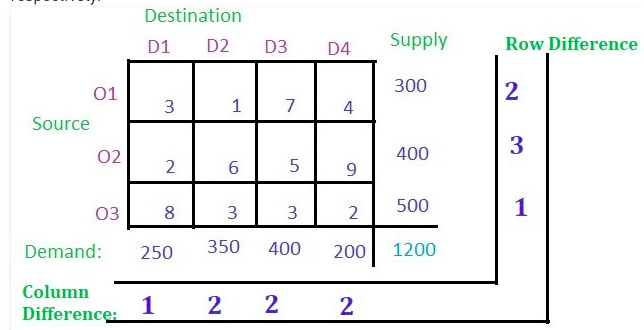 respectively.
Destination
D1 D2 D3 D4 Supply Row Difference
O1 3 1 7 4 300 2
Source
O2 2 6 5 9 400 3
O3 8 3 3 2 500 1
Demand: 250 350 400 200 1200
Column
Difference: 1 2 2 2